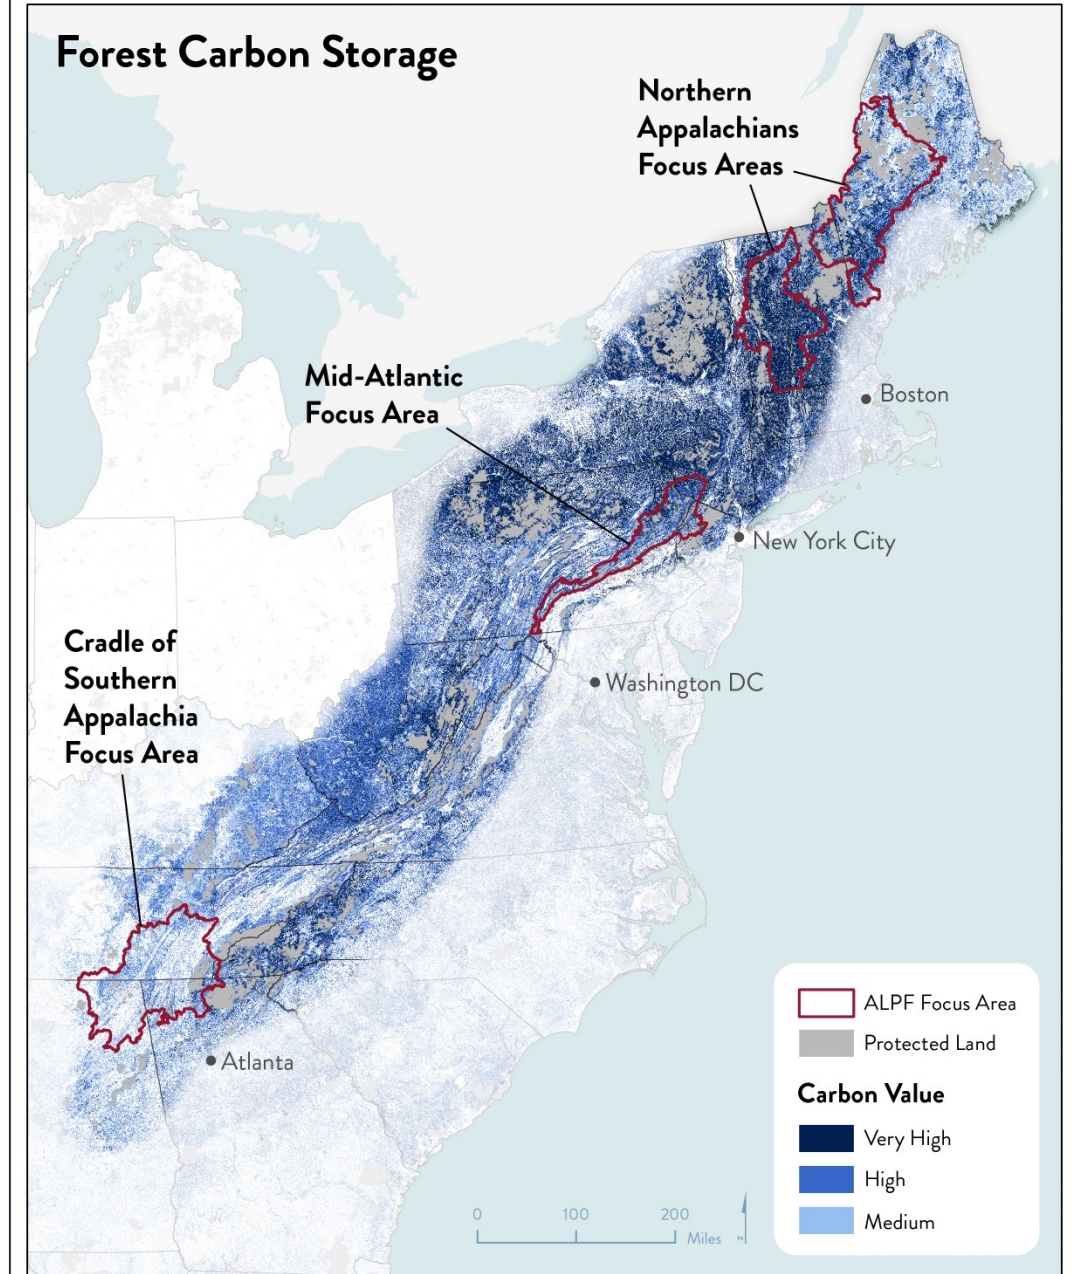 Forest Carbon Storage
Northern
Appalachians
Focus Areas
Mid-Atlantic
Focus Area
Boston
New York City
Cradle of
Southern
Appalachia
Focus Area
Washington DC
Atlanta
ALPF Focus Area
Protected Land
Carbon Value
Very High
High
Medium
0 100 200
Miles
N